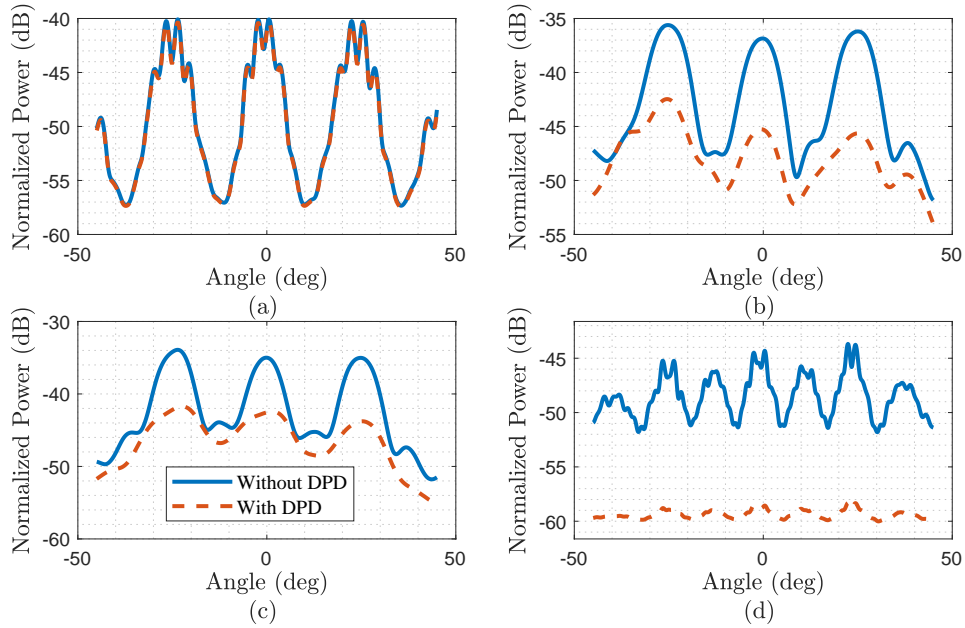 -40
-45
-50
-55
-60
-50
0
50
Normalized Power (dB)
Angle (deg)
(a)
-35
-40
-45
-50
-55
-50
0
50
Normalized Power (dB)
Angle (deg)
(b)
-30
-40
-50
-60
-50
0
50
Normalized Power (dB)
Without DPD
With DPD
Angle (deg)
(c)
-45
-50
-55
-60
-50
0
50
Normalized Power (dB)
Angle (deg)
(d)